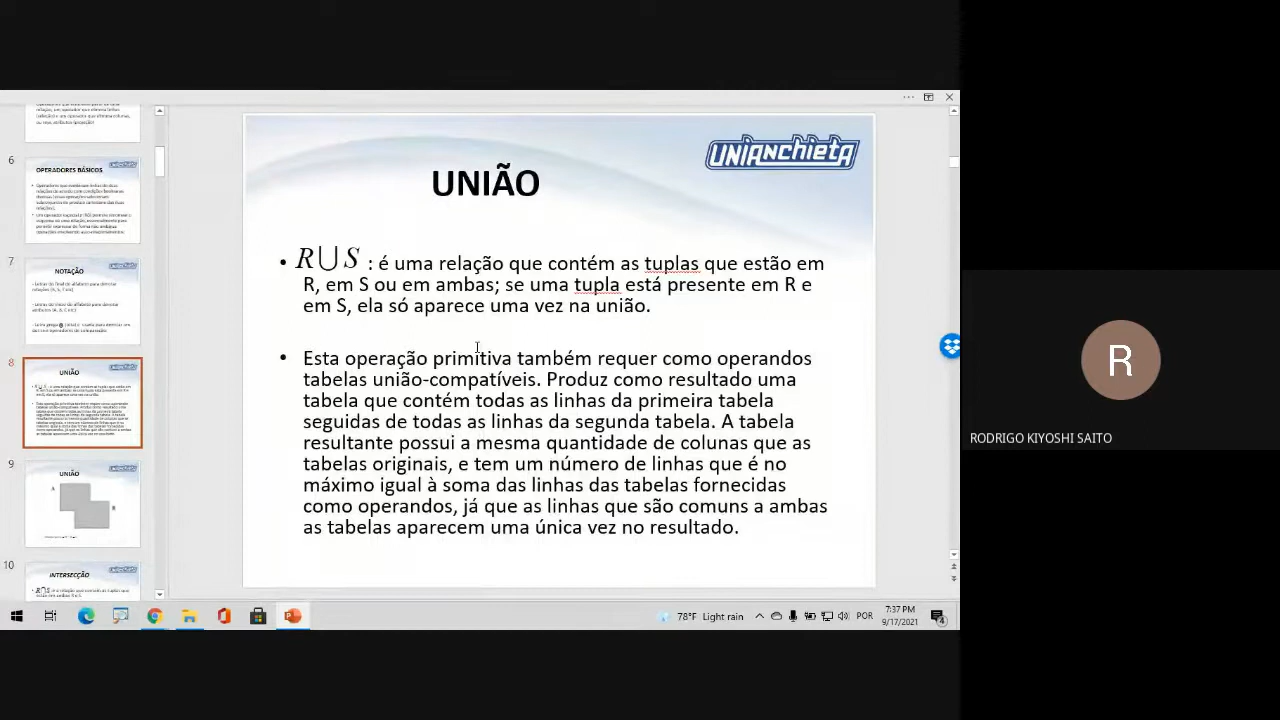 6
OPERADORES BÁSICOS
7
NOTAÇÃO
8
UNIÃO
9
UNIÃO
10
INTERSECÇÃO
UNIANCHIETA
UNIÃO
• R∪S : é uma relação que contém as tuplas que estão em
R, em S ou em ambas; se uma tupla está presente em R e
em S, ela só aparece uma vez na união.
• Esta operação primitiva também requer como operandos
tabelas união-compatíveis. Produz como resultado uma
tabela que contém todas as linhas da primeira tabela
seguidas de todas as linhas da segunda tabela. A tabela
resultante possui a mesma quantidade de colunas que as
tabelas originais, e tem um número de linhas que é no
máximo igual à soma das linhas das tabelas fornecidas
como operandos, já que as linhas que são comuns a ambas
as tabelas aparecem uma única vez no resultado.
R
RODRIGO KIYOSHI SAITO
78°F Light rain
POR
7:37 PM
9/17/2021
4